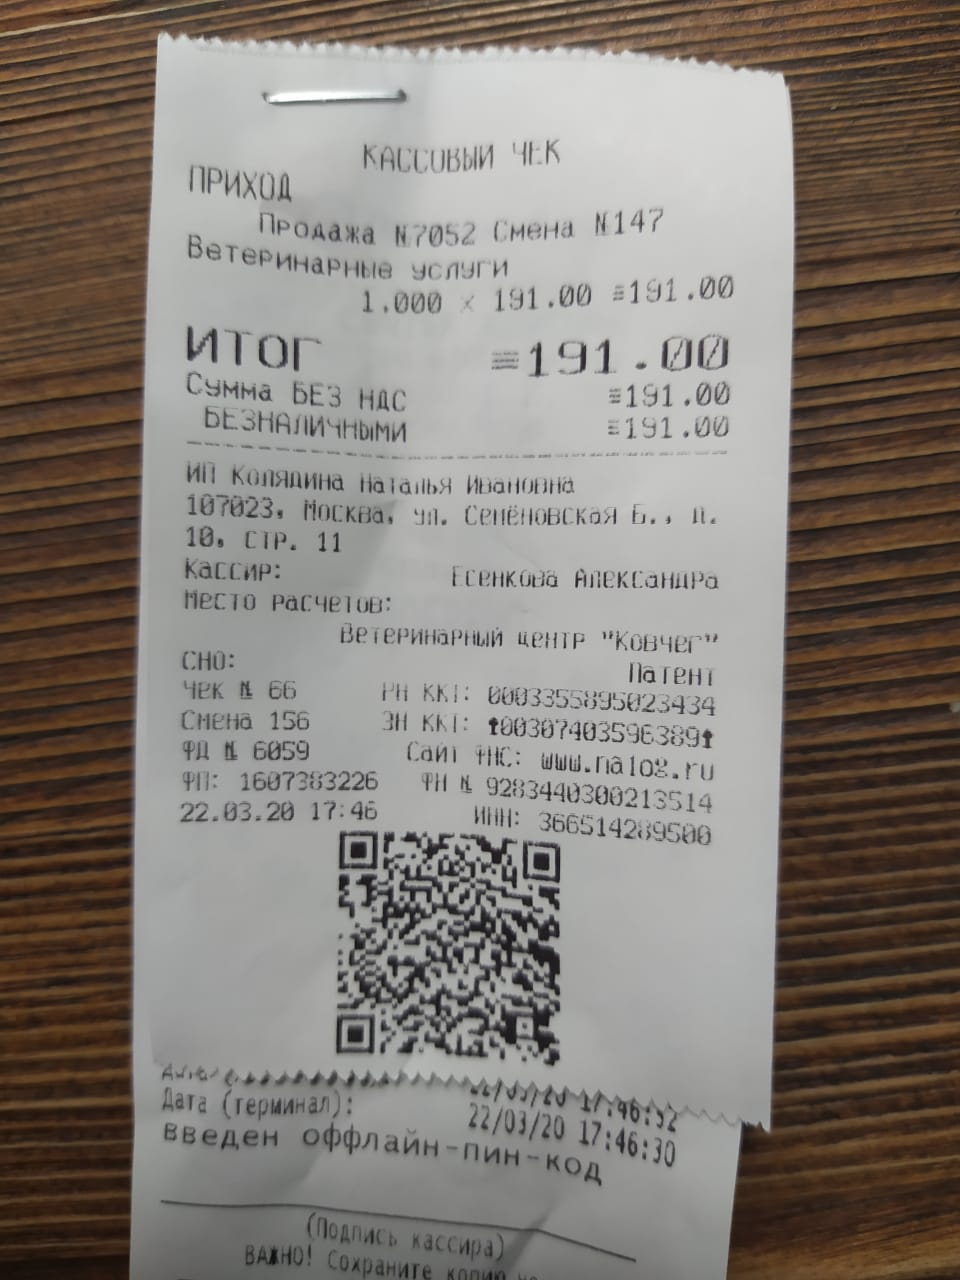 КАССОВЫЙ ЧЕК
ПРИХОД
Продажа N7052 Смена N147
Ветеринарные услуги
1.000 x 191.00 ≡191.00
ИТОГ ≡191.00
Сумма БЕЗ НДС ≡191.00
БЕЗНАЛИЧНЫМИ ≡191.00
ИП Колядина Наталья Ивановна
107023, Москва, ул. Семёновская Б., д.
10, СТР. 11
Кассир: Есенкова Александра
Место расчетов:
Ветеринарный центр "Ковчег"
СНО: Патент
Чек № 66 РН ККТ: 0003355895023434
Смена 156 ЗН ККТ: 00307403596389
ФД № 6059 Сайт ФНС: www.nalog.ru
ФП: 1607383226 ФН № 9283440300213514
22.03.20 17:46 ИНН: 366514289500
22/03/20 17:46:32
Дата (терминал): 22/03/20 17:46:30
введен оффлайн-пин-код
(Подпись кассира)
ВАЖНО! Сохраните копию